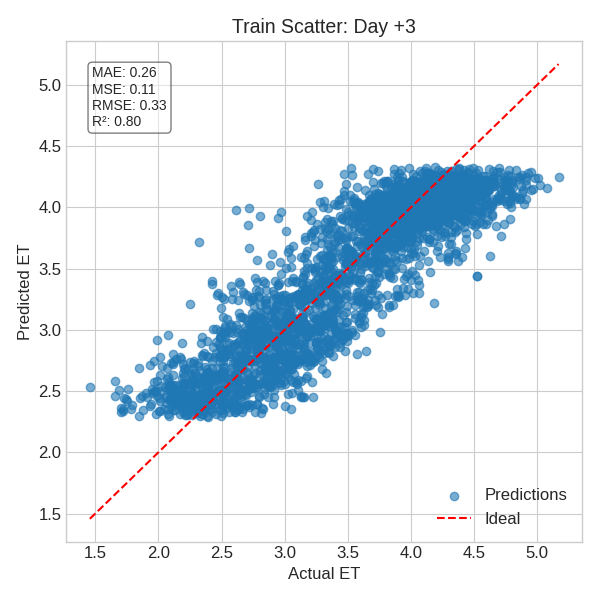 Train Scatter: Day +3
MAE: 0.26
MSE: 0.11
RMSE: 0.33
R²: 0.80
Predicted ET
5.0
4.5
4.0
3.5
3.0
2.5
2.0
1.5
Predictions
Ideal
1.5 2.0 2.5 3.0 3.5 4.0 4.5 5.0
Actual ET